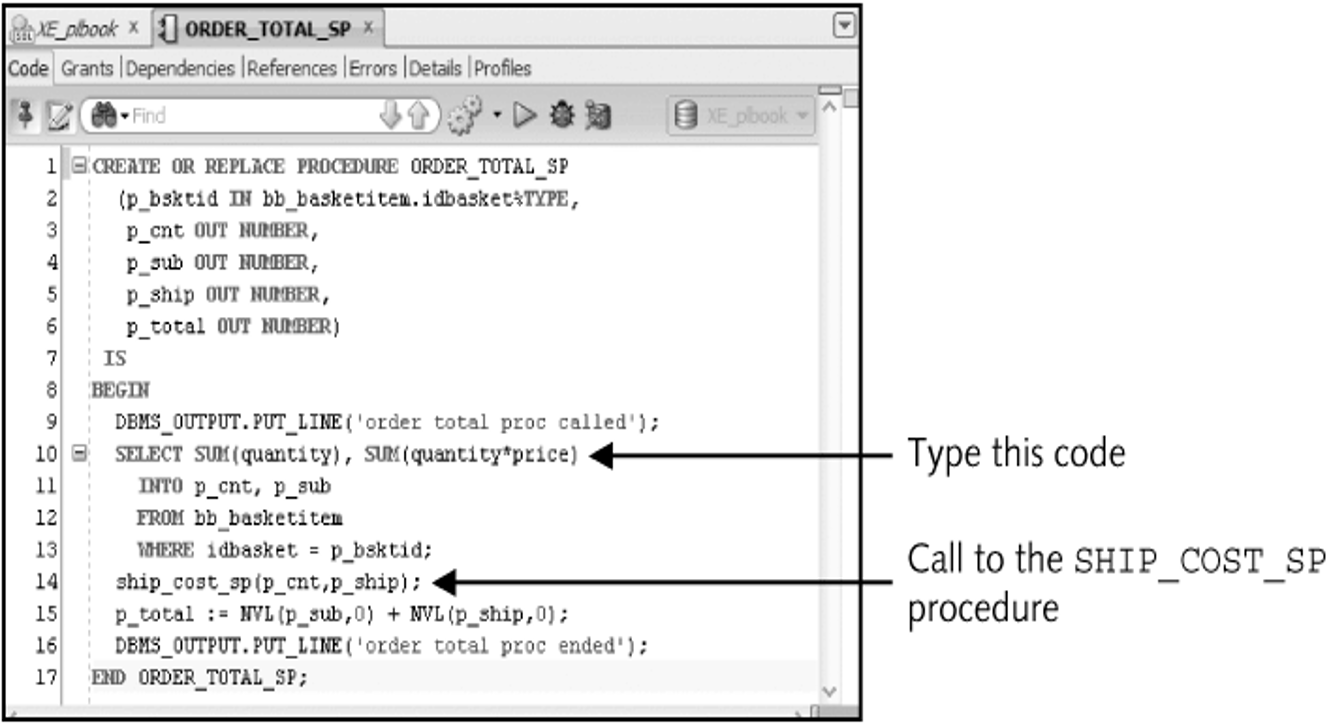 XE_plbook x ORDER_TOTAL_SP x
Code Grants Dependencies References Errors Details Profiles
Find XE_plbook
1 CREATE OR REPLACE PROCEDURE ORDER_TOTAL_SP
2 (p_bsktid IN bb_basketitem.idbasket%TYPE,
3 p_cnt OUT NUMBER,
4 p_sub OUT NUMBER,
5 p_ship OUT NUMBER,
6 p_total OUT NUMBER)
7 IS
8 BEGIN
9 DBMS_OUTPUT.PUT_LINE('order total proc called');
10 SELECT SUM(quantity), SUM(quantity*price)
11 INTO p_cnt, p_sub
12 FROM bb_basketitem
13 WHERE idbasket = p_bsktid;
14 ship_cost_sp(p_cnt,p_ship);
15 p_total := NVL(p_sub,0) + NVL(p_ship,0);
16 DBMS_OUTPUT.PUT_LINE('order total proc ended');
17 END ORDER_TOTAL_SP;
Type this code
Call to the SHIP_COST_SP
procedure